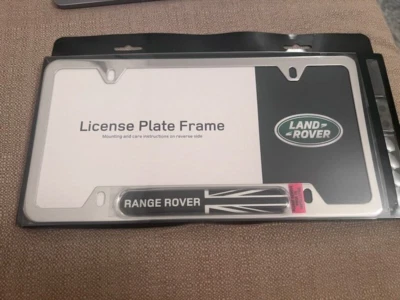 License Plate Frame
Mounting and care instructions on reverse side
LAND
ROVER
RANGE ROVER